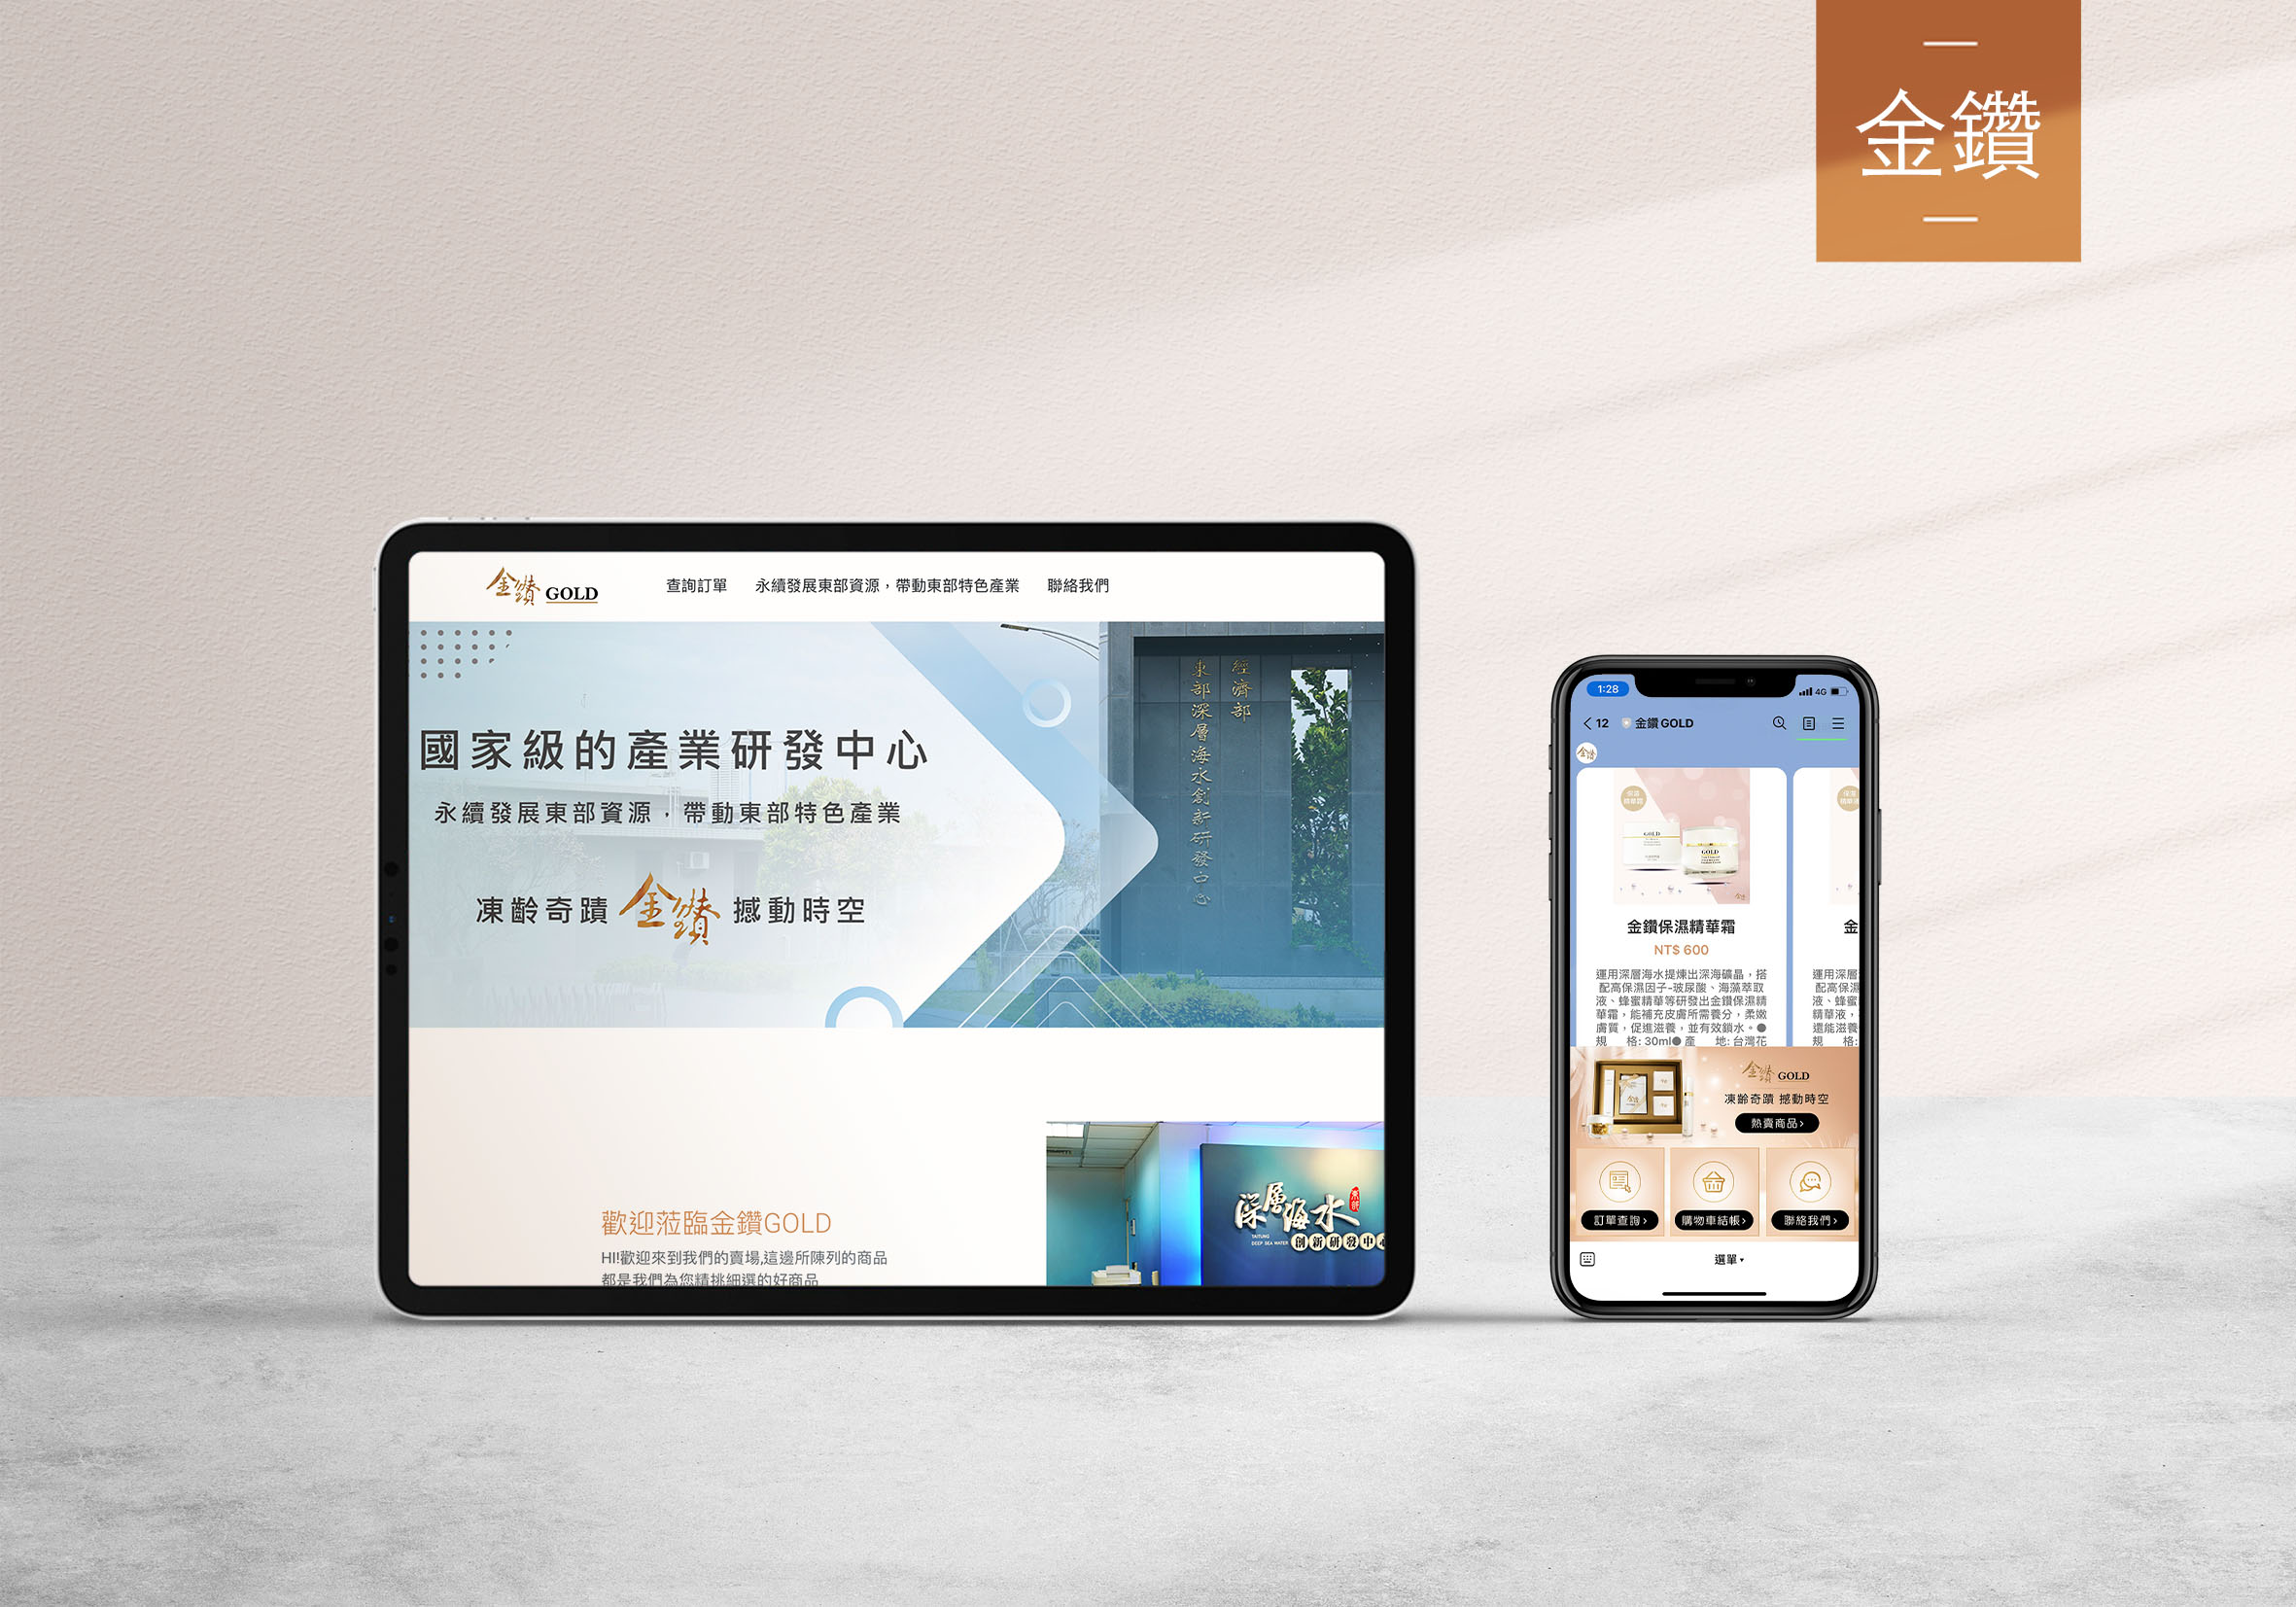 金鑽
金鑽 GOLD
查詢訂單 永續發展東部資源，帶動東部特色產業 聯絡我們
國家級的產業研發中心
永續發展東部資源，帶動東部特色產業
凍齡奇蹟 金鑽 撼動時空
經濟部
東部深層海水創新研發中心
歡迎蒞臨金鑽GOLD
HI!歡迎來到我們的賣場,這邊所陳列的商品
都是我們為您精挑細選的好商品
深層海水
TAITUNG
DEEP SEA WATER
創新研發中心
1:28 4G
12 金鑽 GOLD
金鑽
GOLD
GOLD
金鑽保濕精華霜
NT$ 600
運用深層海水提煉出深海礦晶，搭
配高保濕因子-玻尿酸、海藻萃取
液、蜂蜜精華等研發出金鑽保濕精
華霜，能補充皮膚所需養分，柔嫩
膚質，促進滋養，並有效鎖水。●
規 格: 30ml● 產 地: 台灣花
金
運用深層
配高保濕
液、蜂蜜
精華液，
還能滋養
規 格:
金鑽 GOLD
凍齡奇蹟 撼動時空
熱賣商品›
訂單查詢›
購物車結帳›
聯絡我們›
選單▾